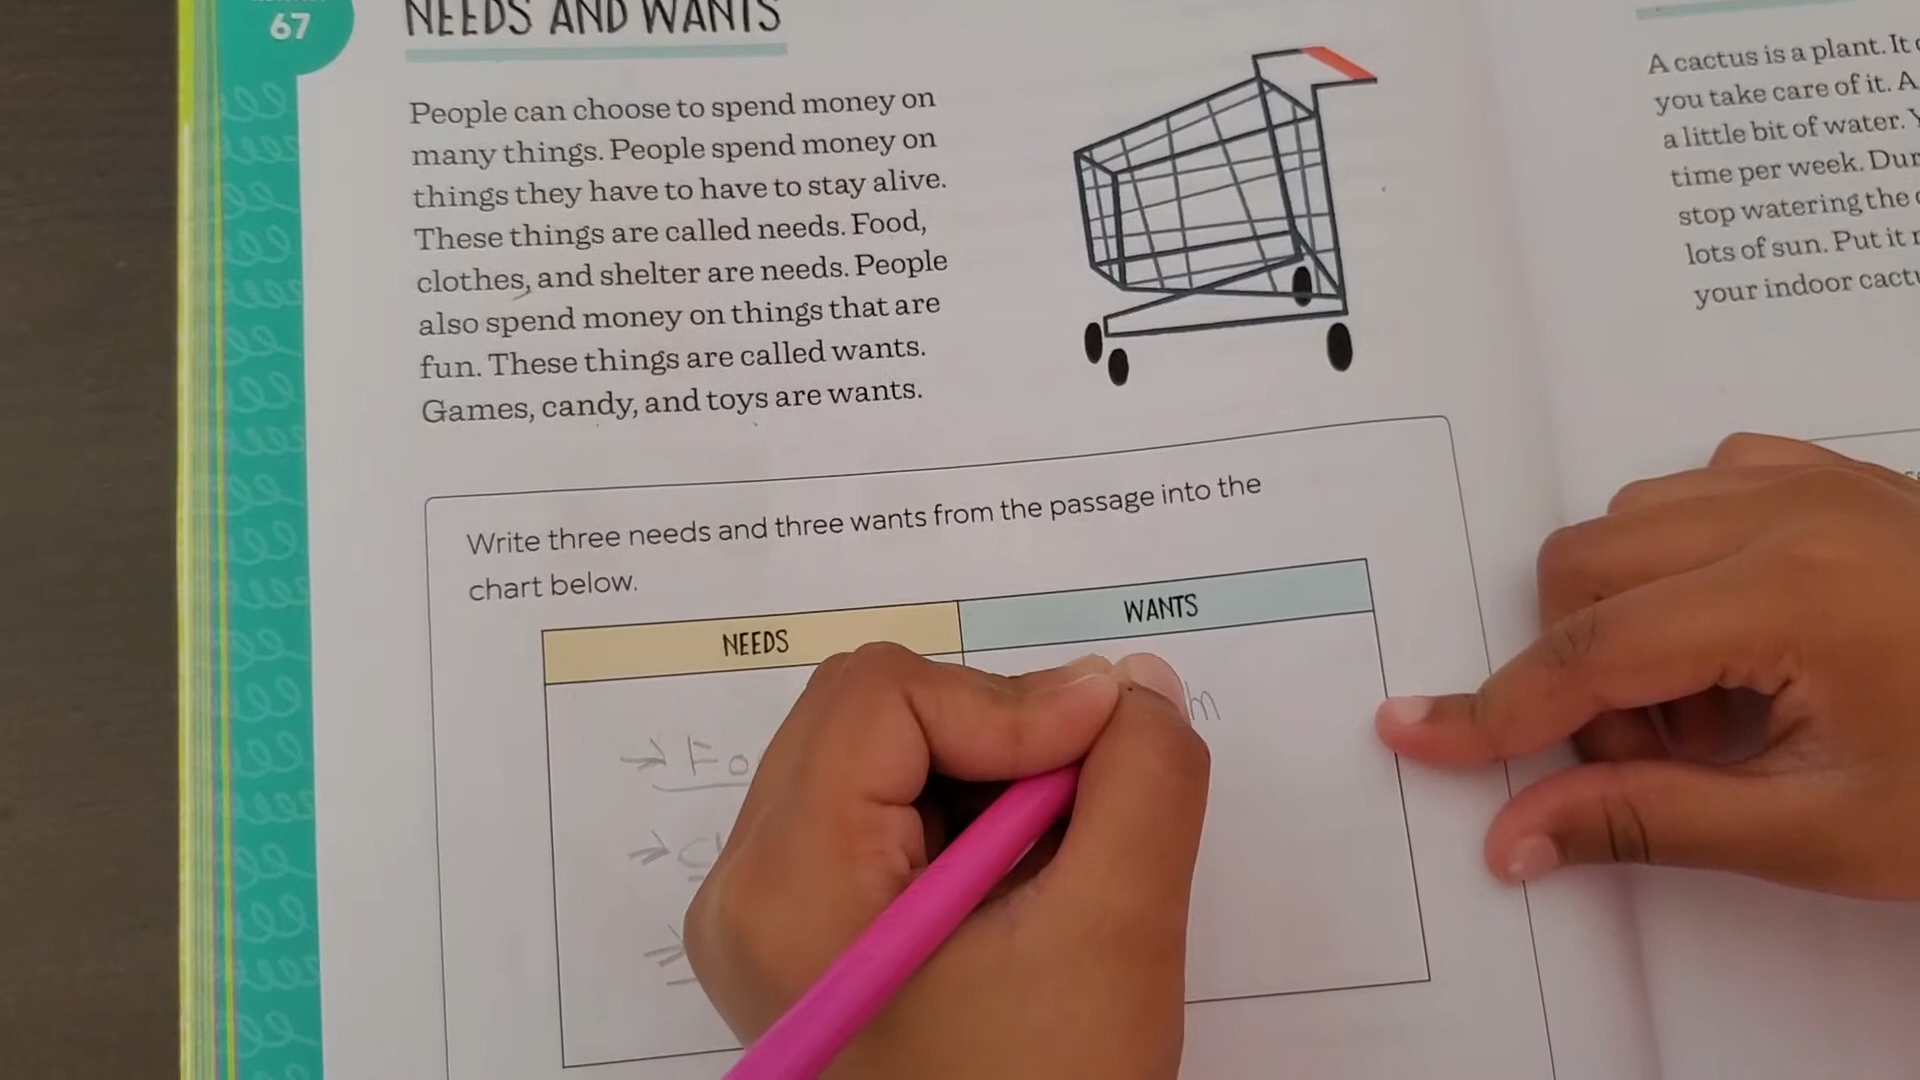 67
NEEDS AND WANTS
People can choose to spend money on
many things. People spend money on
things they have to have to stay alive.
These things are called needs. Food,
clothes, and shelter are needs. People
also spend money on things that are
fun. These things are called wants.
Games, candy, and toys are wants.
Write three needs and three wants from the passage into the
chart below.
NEEDS
WANTS
A cactus is a plant. It
you take care of it. A
a little bit of water.
time per week.
stop watering the
lots of sun. Put it
your indoor